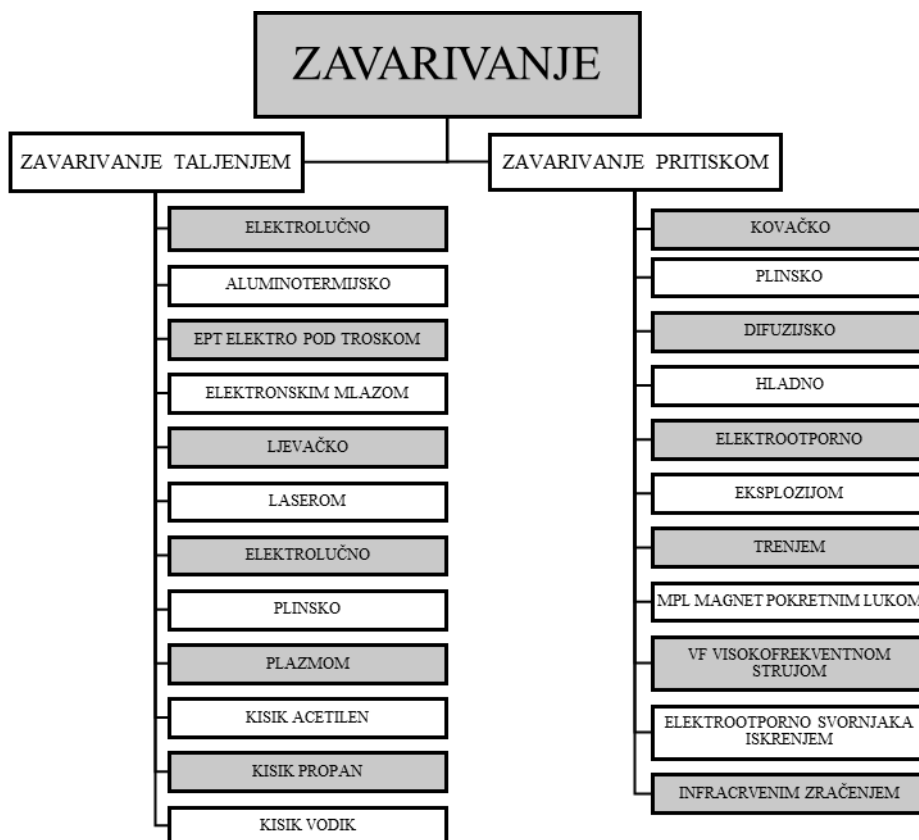 ZAVARIVANJE
ZAVARIVANJE TALJENJEM
ELEKTROLUČNO
ALUMINOTERMIJSKO
EPT ELEKTRO POD TROSKOM
ELEKTRONSKIM MLAZOM
LJEVAČKO
LASEROM
ELEKTROLUČNO
PLINSKO
PLAZMOM
KISIK ACETILEN
KISIK PROPAN
KISIK VODIK
ZAVARIVANJE PRITISKOM
KOVAČKO
PLINSKO
DIFUZIJSKO
HLADNO
ELEKTROOTPORNO
EKSPLOZIJOM
TRENJEM
MPL MAGNET POKRETNIM LUKOM
VF VISOKOFREKVENTNOM
STRUJOM
ELEKTROOTPORNO SVORNJAKA
ISKRENJEM
INFRACRVENIM ZRAČENJEM